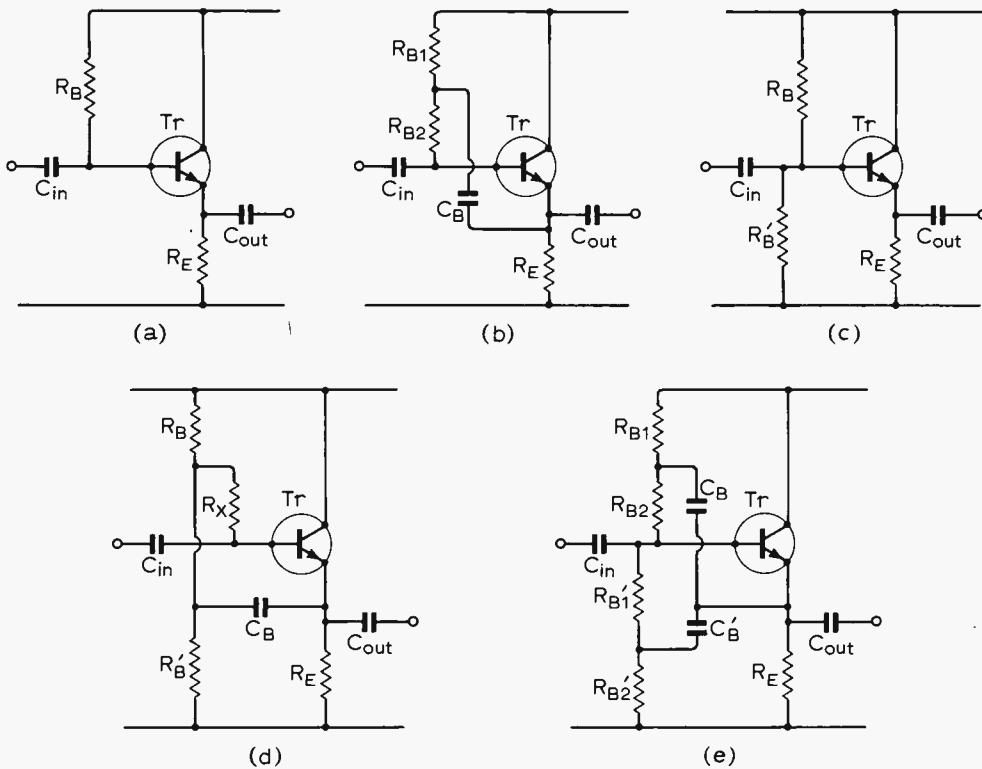 R_B
Tr
C_in
C_out
R_E
(a)
R_B1
R_B2
Tr
C_in
C_B
C_out
R_E
(b)
R_B
Tr
C_in
R_B'
C_out
R_E
(c)
R_B
R_X
Tr
C_in
C_B
C_out
R_B'
R_E
(d)
R_B1
C_B
R_B2
Tr
C_in
R_B1'
C_B'
C_out
R_B2'
R_E
(e)